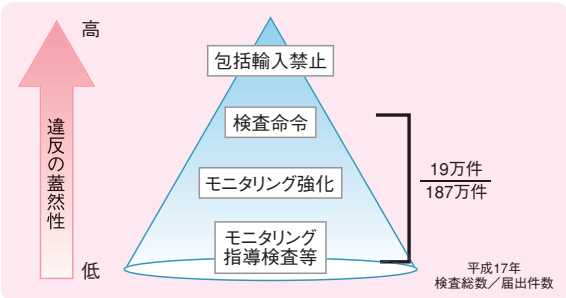 高
包括輸入禁止
検査命令
違反の蓋然性
モニタリング強化
19万件
187万件
モニタリング
指導検査等
低
平成17年
検査総数／届出件数